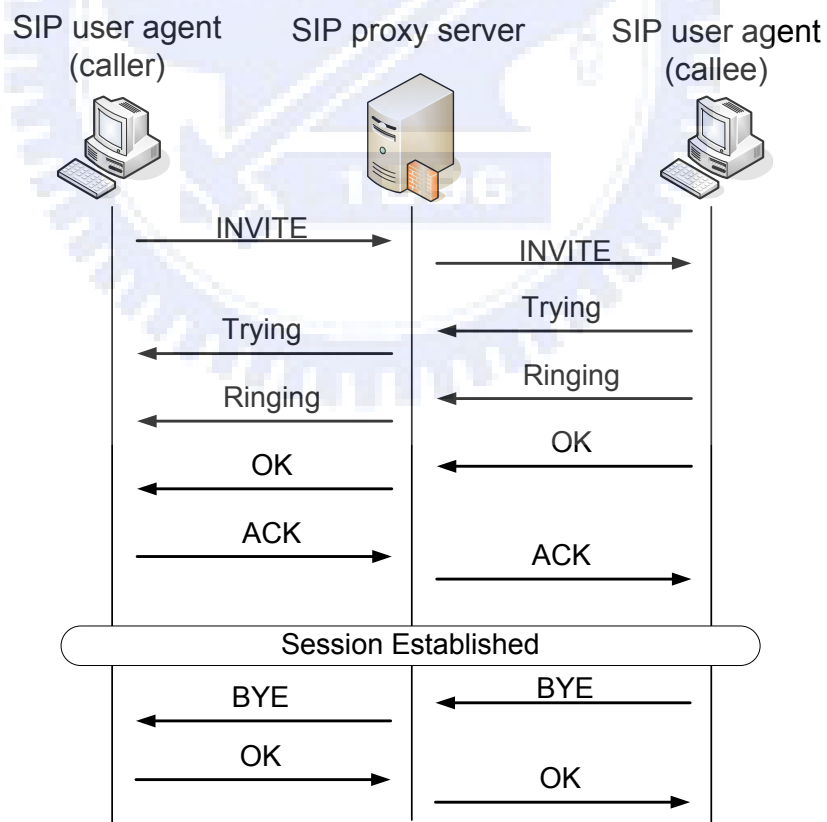 SIP user agent
(caller)
SIP proxy server
SIP user agent
(callee)
INVITE
INVITE
Trying
Trying
Ringing
Ringing
OK
OK
ACK
ACK
Session Established
BYE
BYE
OK
OK